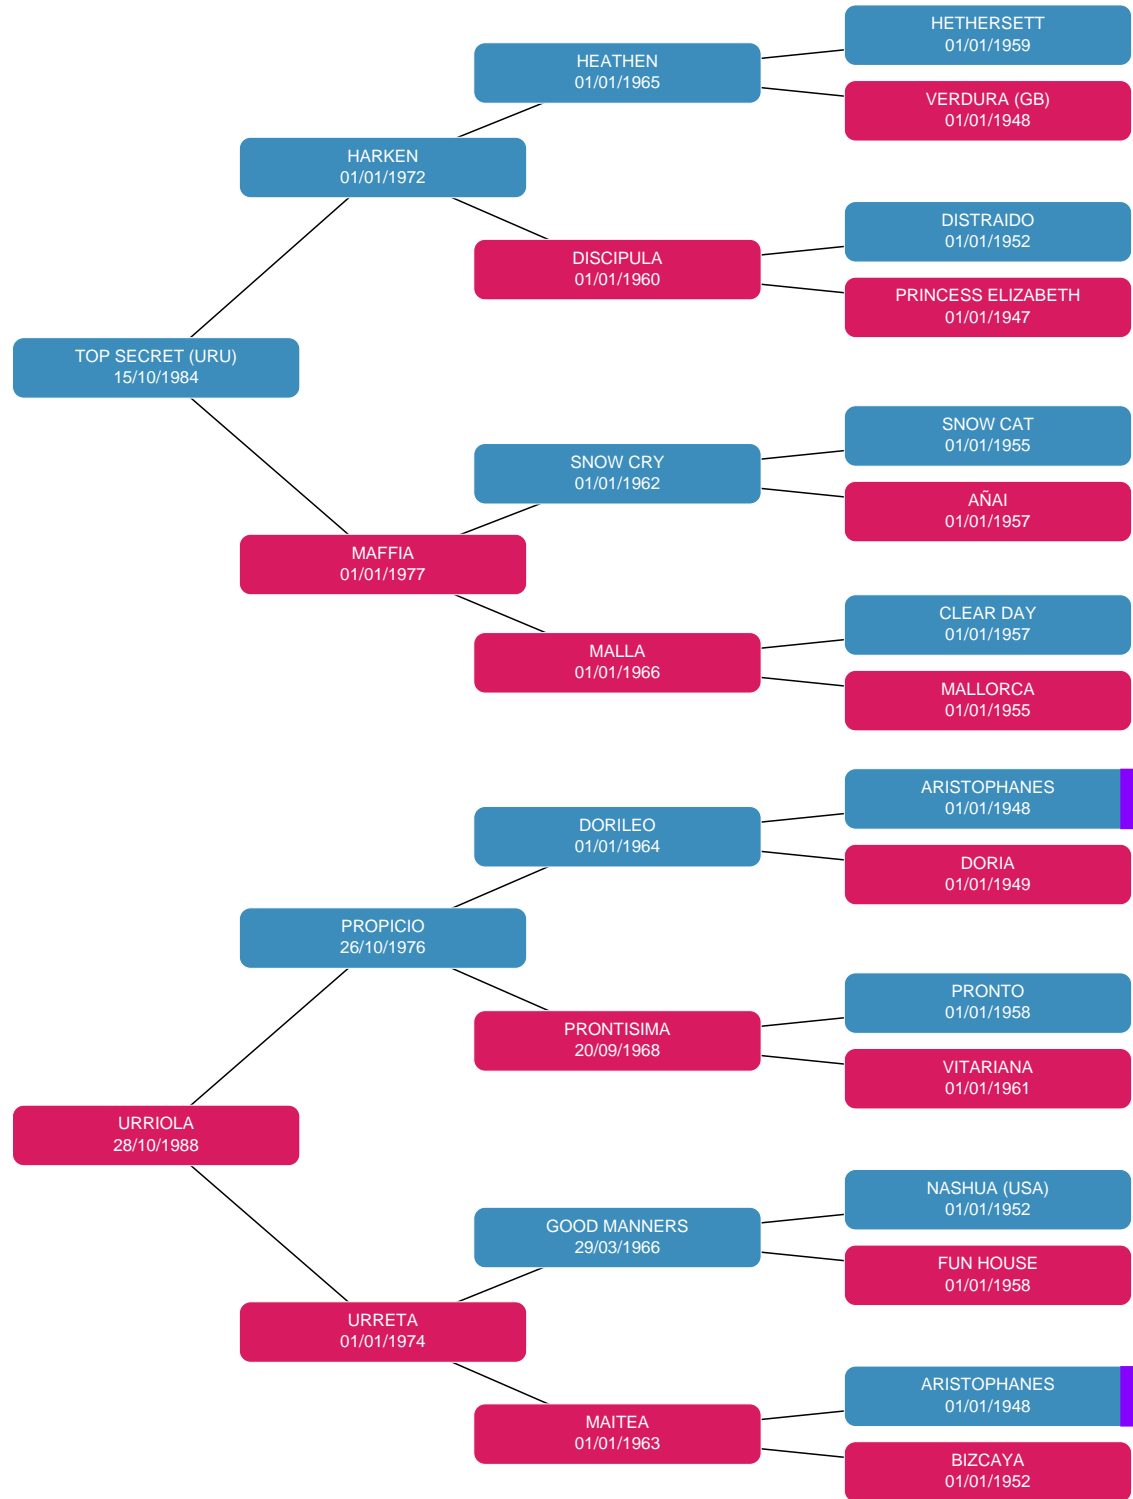 HETHERSETT
01/01/1959
HEATHEN
01/01/1965
VERDURA (GB)
01/01/1948
HARKEN
01/01/1972
DISTRAIDO
01/01/1952
DISCIPULA
01/01/1960
PRINCESS ELIZABETH
01/01/1947
TOP SECRET (URU)
15/10/1984
SNOW CAT
01/01/1955
SNOW CRY
01/01/1962
AÑAI
01/01/1957
MAFFIA
01/01/1977
CLEAR DAY
01/01/1957
MALLA
01/01/1966
MALLORCA
01/01/1955
ARISTOPHANES
01/01/1948
DORILEO
01/01/1964
DORIA
01/01/1949
PROPICIO
26/10/1976
PRONTO
01/01/1958
PRONTISIMA
20/09/1968
VITARIANA
01/01/1961
URRIOLA
28/10/1988
NASHUA (USA)
01/01/1952
GOOD MANNERS
29/03/1966
FUN HOUSE
01/01/1958
URRETA
01/01/1974
ARISTOPHANES
01/01/1948
MAITEA
01/01/1963
BIZCAYA
01/01/1952